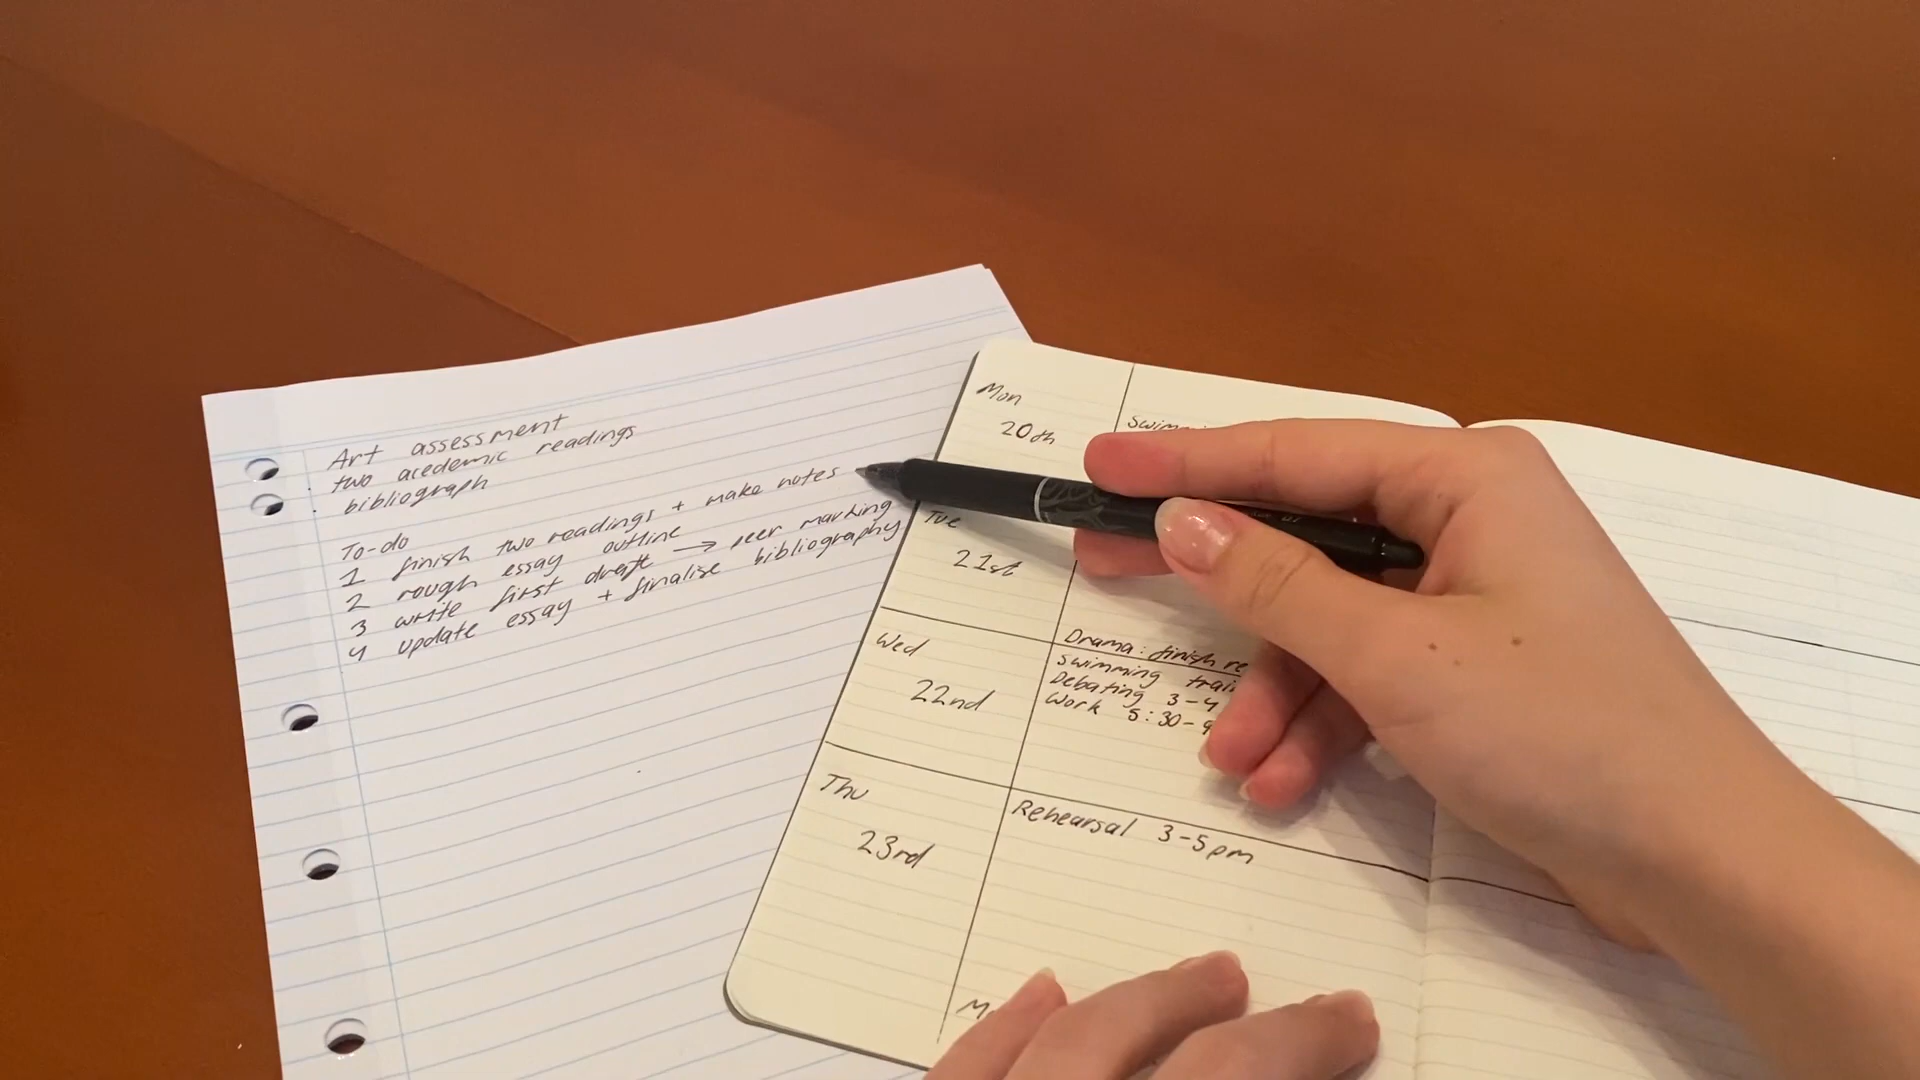 Art assessment
two acedemic readings
bibliograph
To-do
1 finish two readings + make notes
2 rough essay outline
3 write first draft → peer marking
4 update essay + finalise bibliography
Mon
20th
Tue
21st
Drama: finish
Wed
22nd
Swimming
Debating 3-4
Work 5:30-
Thu
23rd
Rehearsal 3-5pm